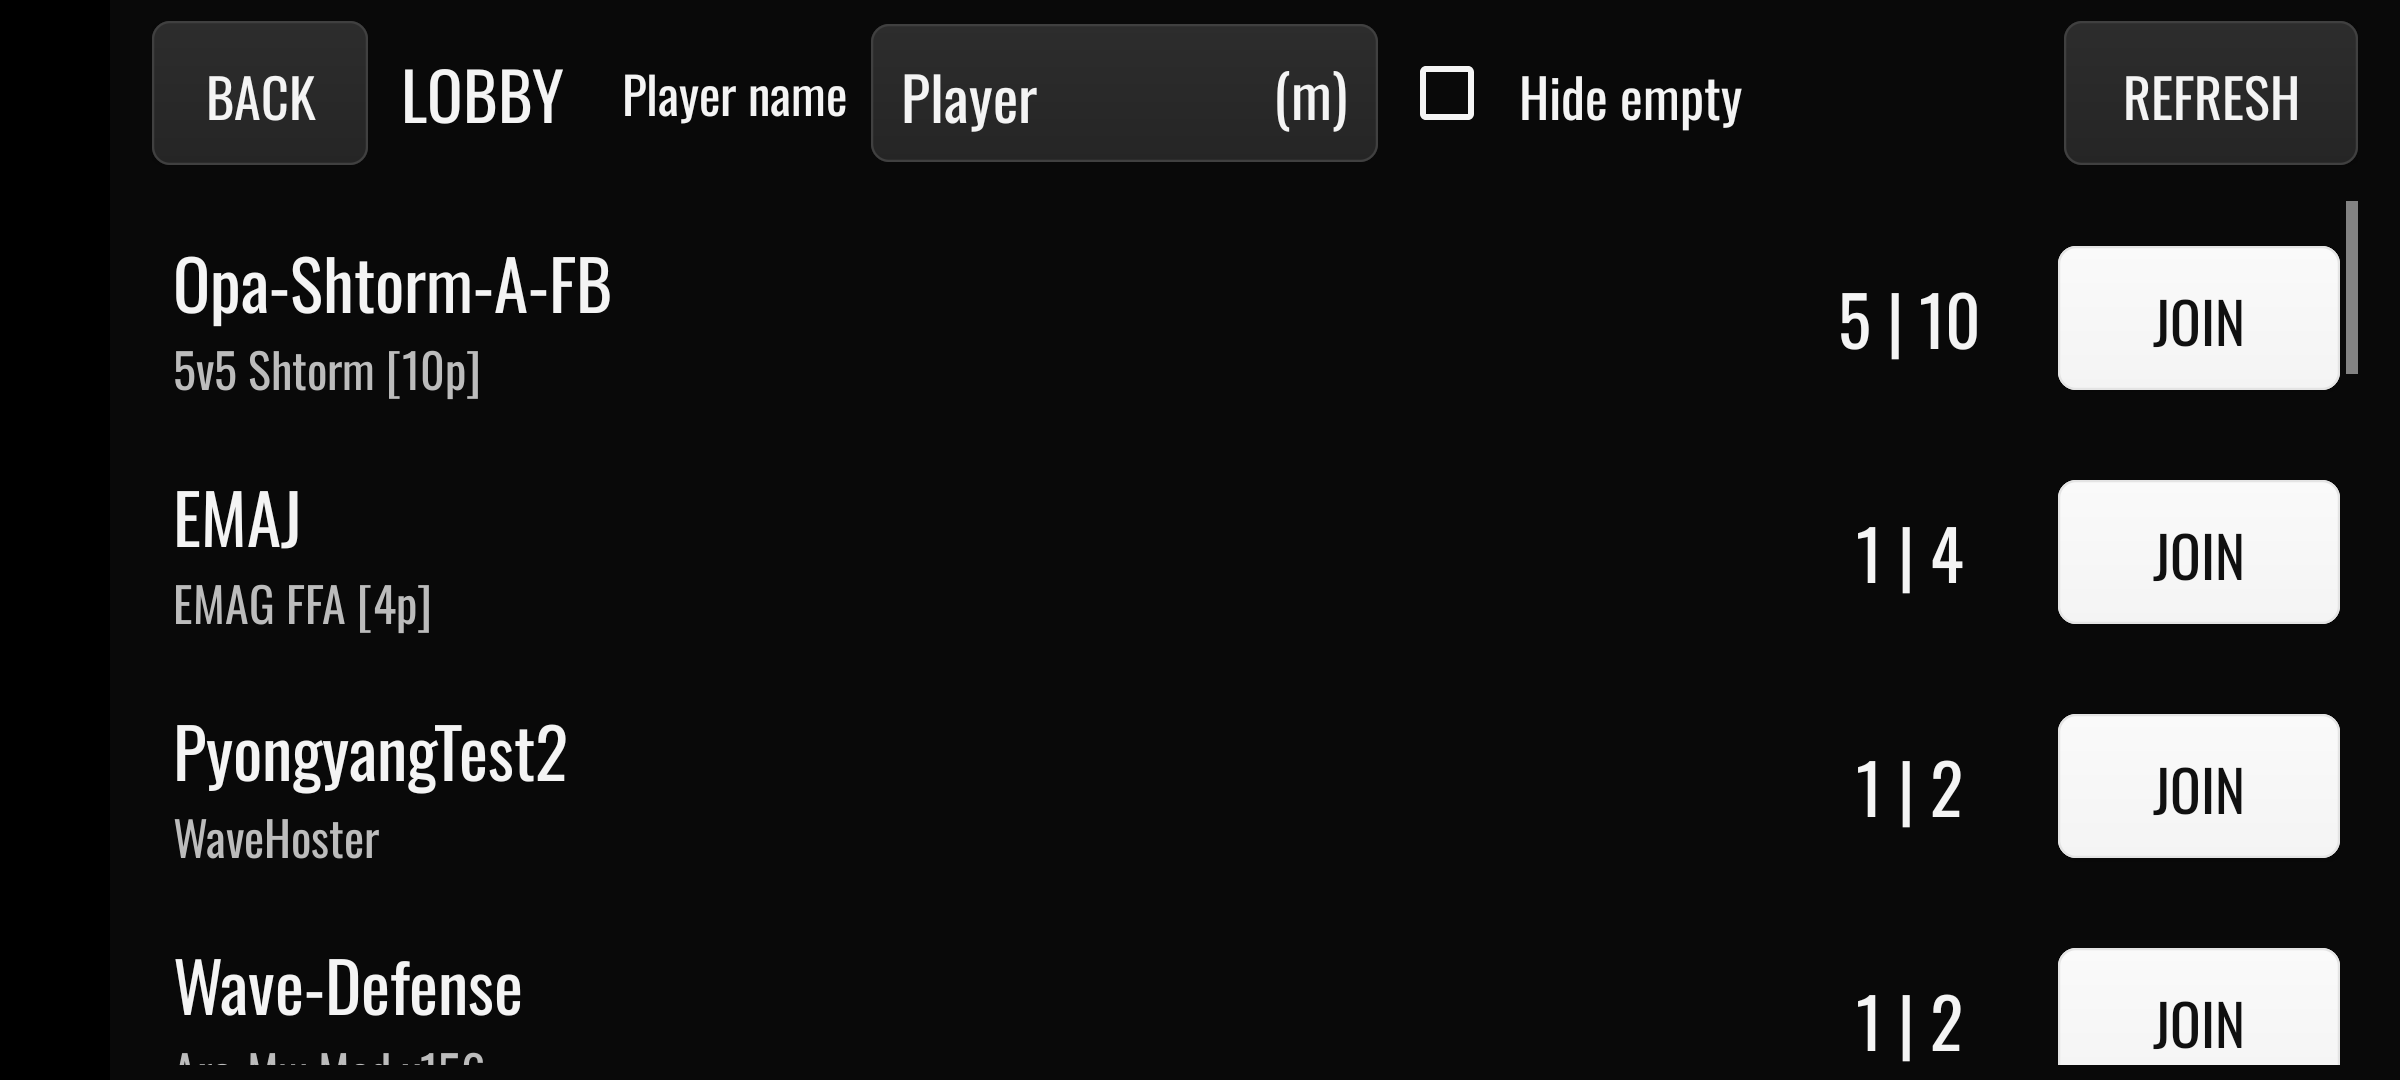 BACK LOBBY Player name Player (m) Hide empty REFRESH
Opa-Shtorm-A-FB
5v5 Shtorm [10p]
5 | 10 JOIN
EMAJ
EMAG FFA [4p]
1 | 4 JOIN
PyongyangTest2
WaveHoster
1 | 2 JOIN
Wave-Defense
1 | 2 JOIN